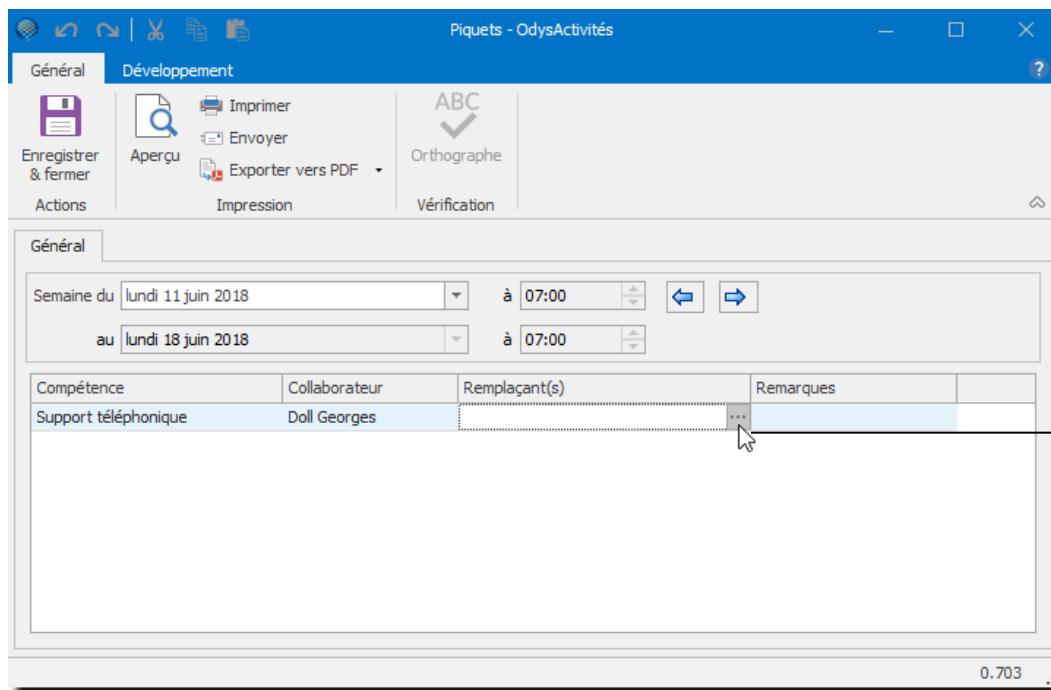 Piquets - OdysActivités
Général Développement ?
Enregistrer & fermer
Aperçu
Imprimer
Envoyer
Exporter vers PDF
ABC
Orthographe
Actions Impression Vérification
Général
Semaine du lundi 11 juin 2018 à 07:00
au lundi 18 juin 2018 à 07:00
Compétence Collaborateur Remplaçant(s) Remarques
Support téléphonique Doll Georges ...
0.703